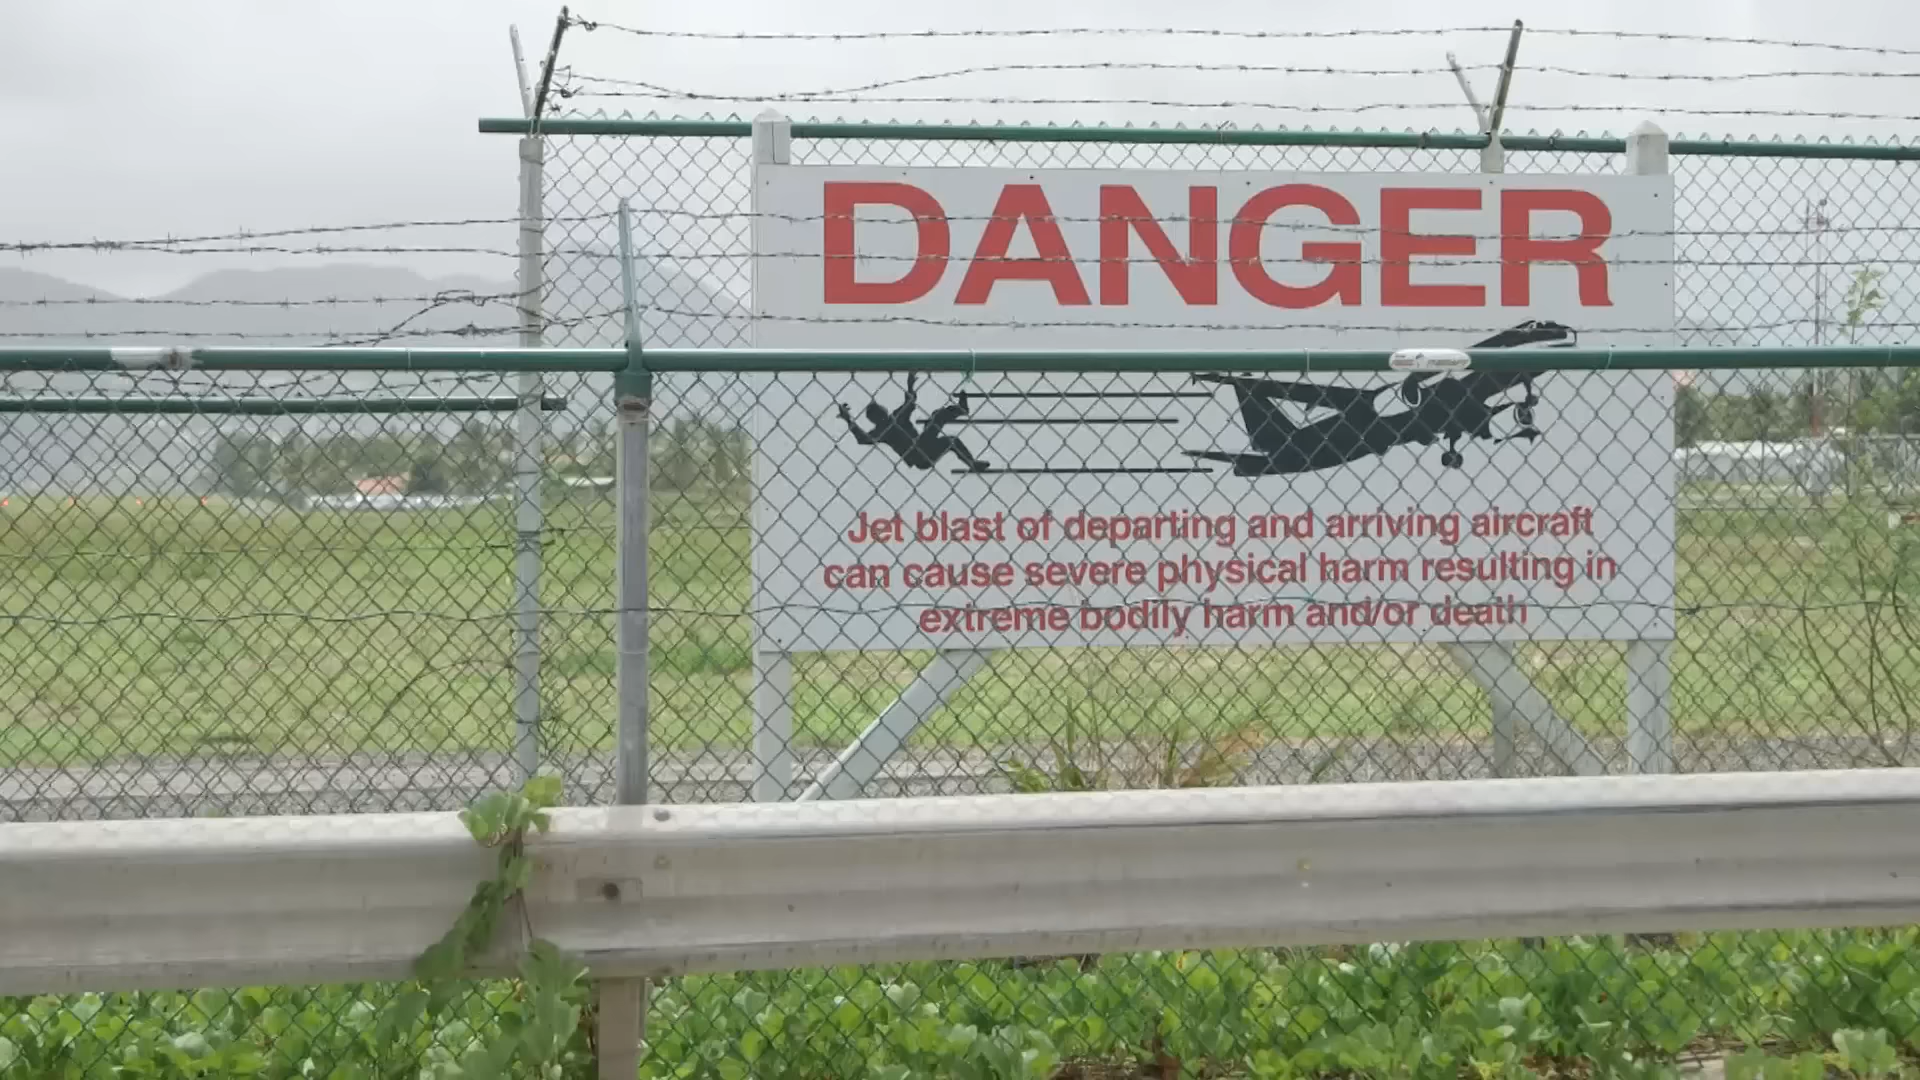 DANGER
Jet blast of departing and arriving aircraft
can cause severe physical harm resulting in
extreme bodily harm and/or death